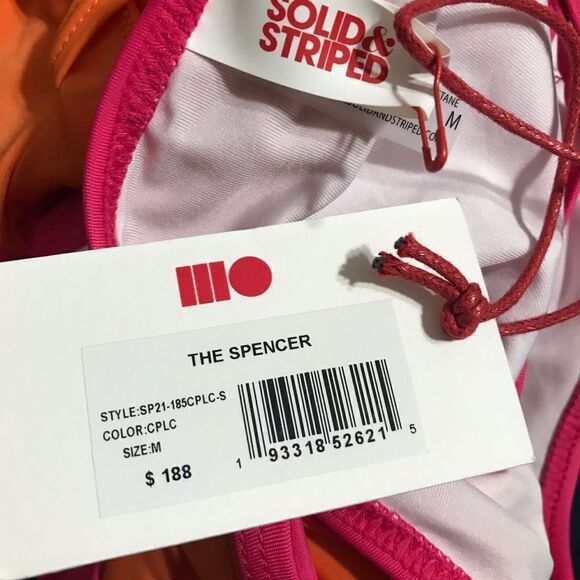 SOLID&
STRIPED
M
THE SPENCER
STYLE:SP21-185CPLC-S
COLOR:CPLC
SIZE:M
$ 188
1 93318 52621 5